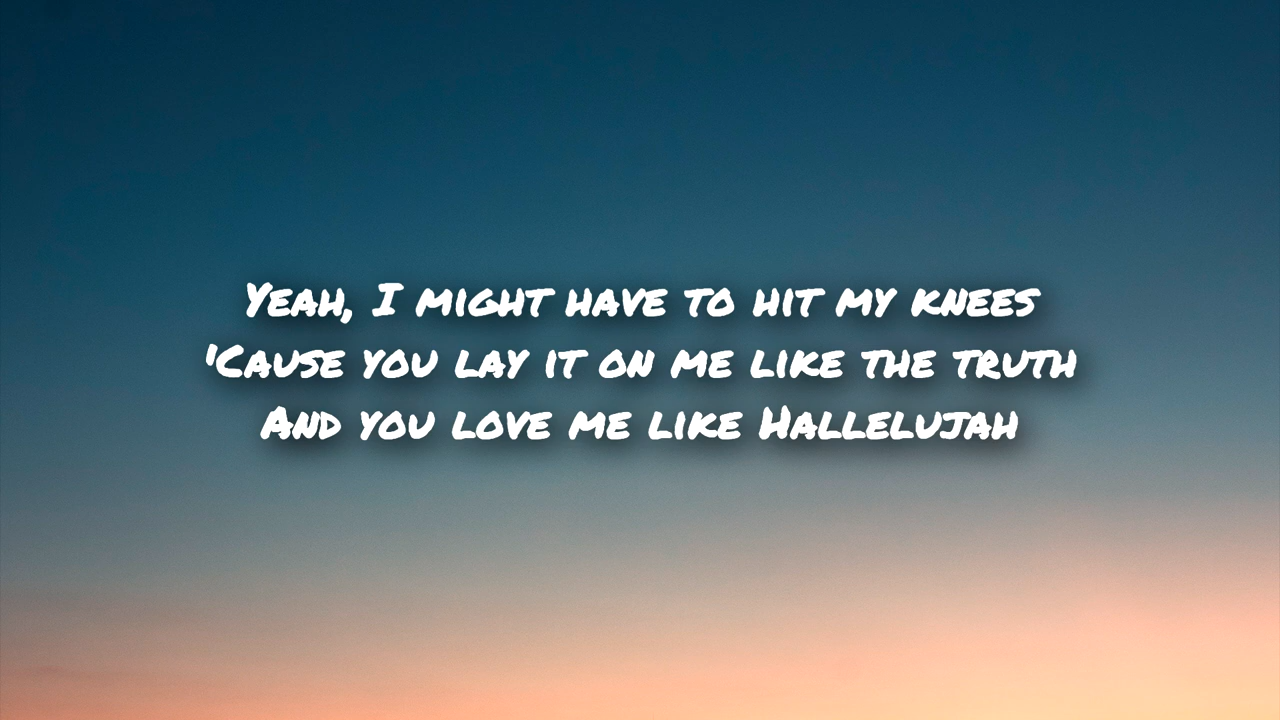 Yeah, I might have to hit my knees
'Cause you lay it on me like the truth
And you love me like Hallelujah